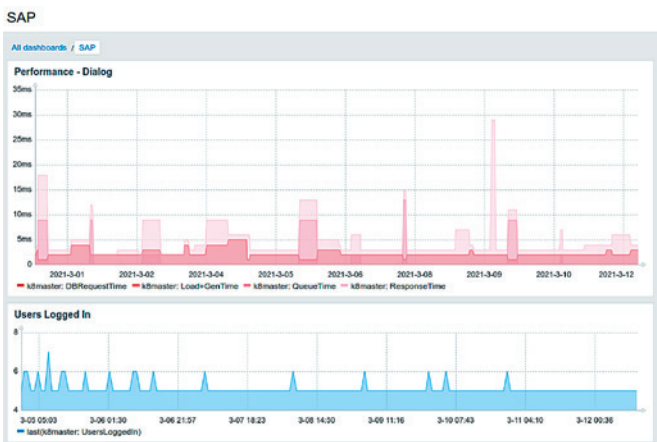 SAP
All dashboards / SAP
Performance - Dialog
35ms
30ms
25ms
20ms
15ms
10ms
5ms
0
2021-3-01 2021-3-02 2021-3-04 2021-3-05 2021-3-06 2021-3-08 2021-3-09 2021-3-10 2021-3-12
k8master: DBRequestTime k8master: Load+GenTime k8master: QueueTime k8master: ResponseTime
Users Logged In
8
6
4
3-05 05:03 3-06 01:30 3-06 21:57 3-07 18:23 3-08 14:50 3-09 11:16 3-10 07:43 3-11 04:10 3-12 00:36
last(k8master: UsersLoggedIn)